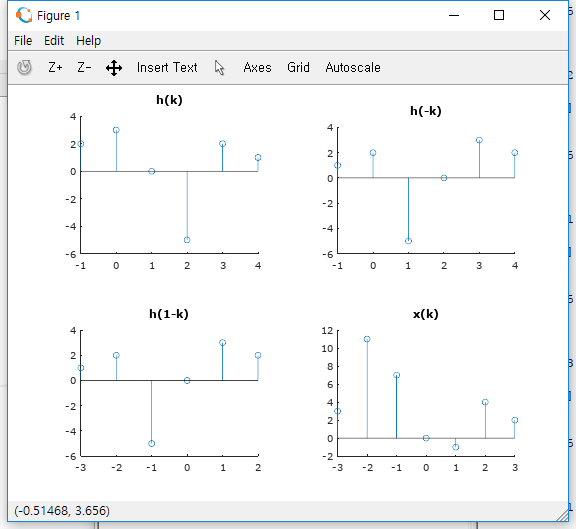 Figure 1
File Edit Help
Z+ Z- Insert Text Axes Grid Autoscale
h(k)
4
2
0
-2
-4
-6
-1 0 1 2 3 4
h(-k)
4
2
0
-2
-4
-6
-1 0 1 2 3 4
h(1-k)
4
2
0
-2
-4
-6
-3 -2 -1 0 1 2
x(k)
12
10
8
6
4
2
0
-2
-3 -2 -1 0 1 2 3
(-0.51468, 3.656)